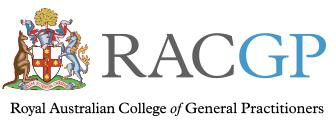 RACGP
Royal Australian College of General Practitioners